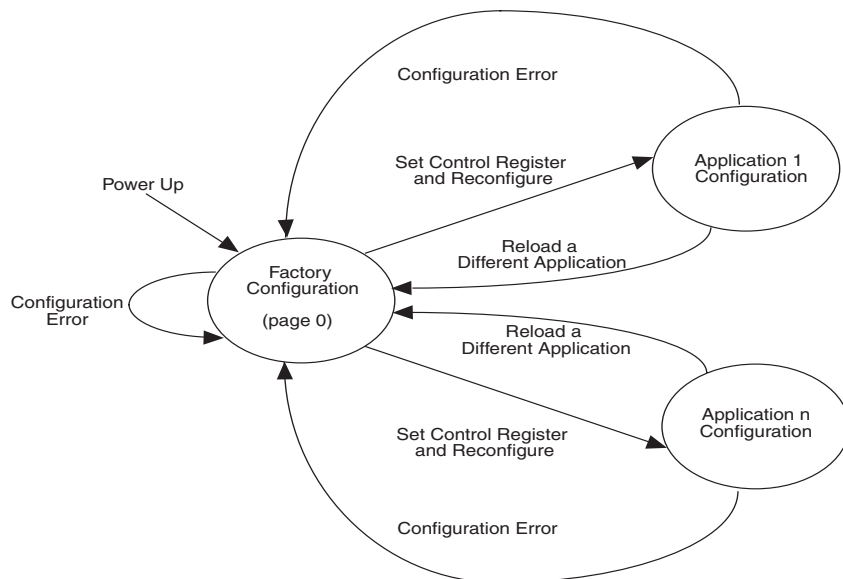 Configuration Error
Set Control Register
and Reconfigure
Application 1
Configuration
Power Up
Reload a
Different Application
Factory
Configuration
(page 0)
Configuration
Error
Reload a
Different Application
Application n
Configuration
Set Control Register
and Reconfigure
Configuration Error